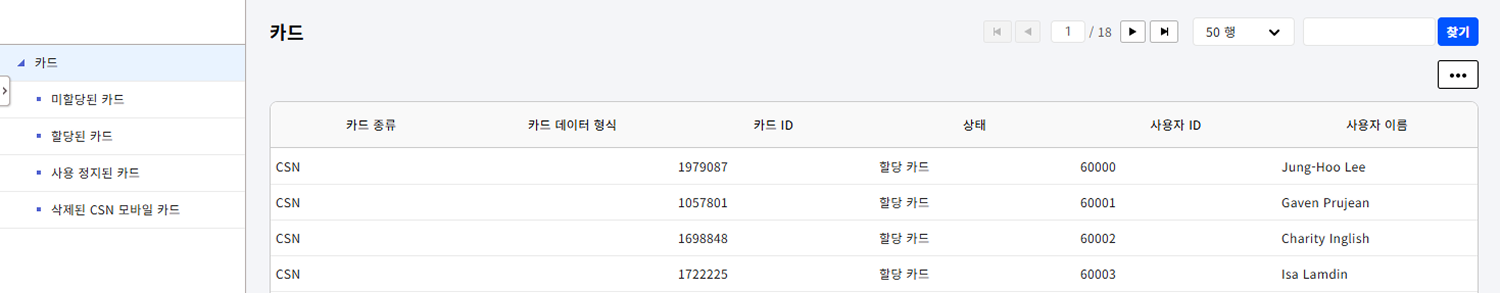 카드
미할당된 카드
할당된 카드
사용 정지된 카드
삭제된 CSN 모바일 카드
카드
1 / 18 50 행 찾기
카드 종류 카드 데이터 형식 카드 ID 상태 사용자 ID 사용자 이름
CSN 1979087 할당 카드 60000 Jung-Hoo Lee
CSN 1057801 할당 카드 60001 Gaven Prujean
CSN 1698848 할당 카드 60002 Charity Inglish
CSN 1722225 할당 카드 60003 Isa Lamdin